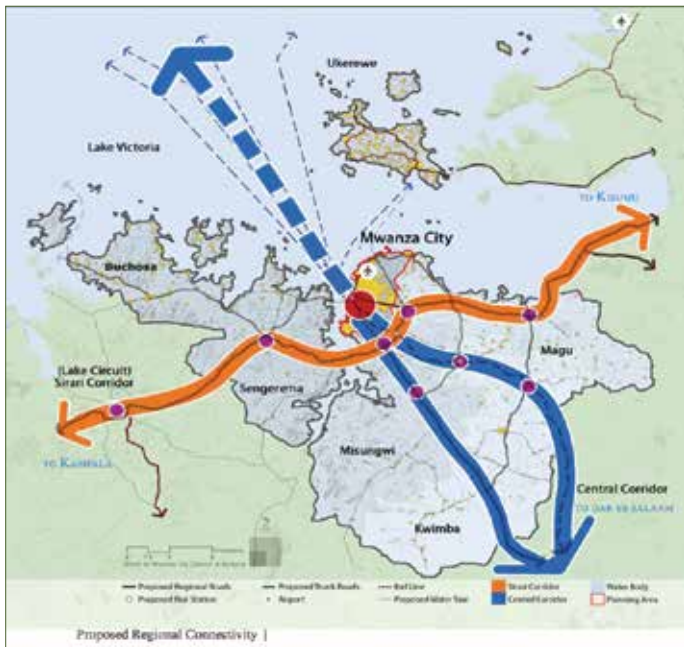 Ukerewe
Lake Victoria
TO KISUMU
Mwanza City
Buchosa
Magu
(Lake Circuit)
Sirari Corridor
Sengerema
Misungwi
TO KAMPALA
Central Corridor
TO DAR ES SALAAM
Kwimba
Proposed Regional Roads
Proposed Trunk Roads
Rail Line
Sirari Corridor
Water Body
Proposed Rail Station
Airport
Proposed Water Taxi
Central Corridor
Planning Area
Proposed Regional Connectivity |